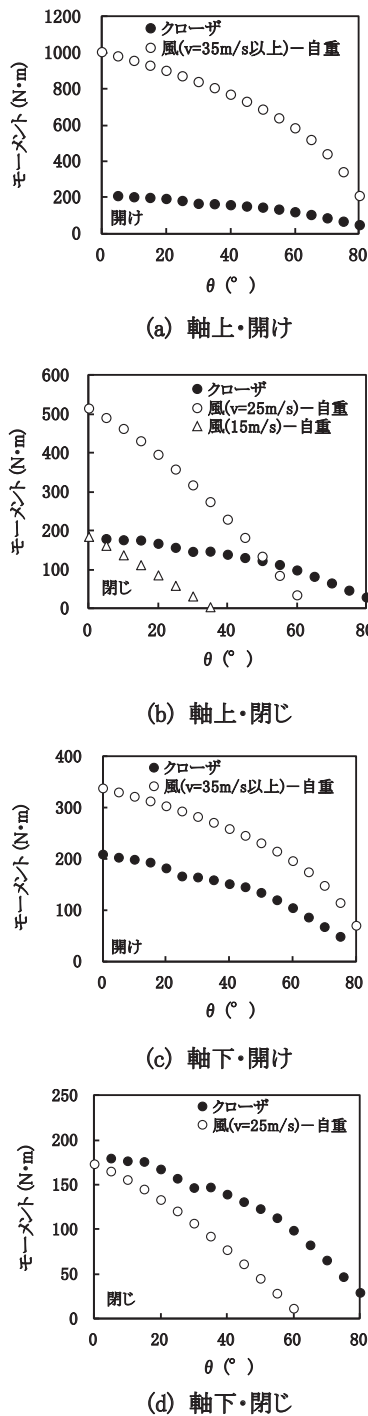 1200
1000
800
600
400
200
0
モーメント(N・m)
●クローザ
○風(v=35m/s以上)－自重
開け
0 20 40 60 80
θ (°)
(a) 軸上・開け
600
500
400
300
200
100
0
モーメント(N・m)
●クローザ
○風(v=25m/s)－自重
△風(15m/s)－自重
閉じ
0 20 40 60 80
θ (°)
(b) 軸上・閉じ
400
300
200
100
0
モーメント(N・m)
●クローザ
○風(v=35m/s以上)－自重
開け
0 20 40 60 80
θ (°)
(c) 軸下・開け
250
200
150
100
50
0
モーメント(N・m)
●クローザ
○風(v=25m/s)－自重
閉じ
0 20 40 60 80
θ (°)
(d) 軸下・閉じ